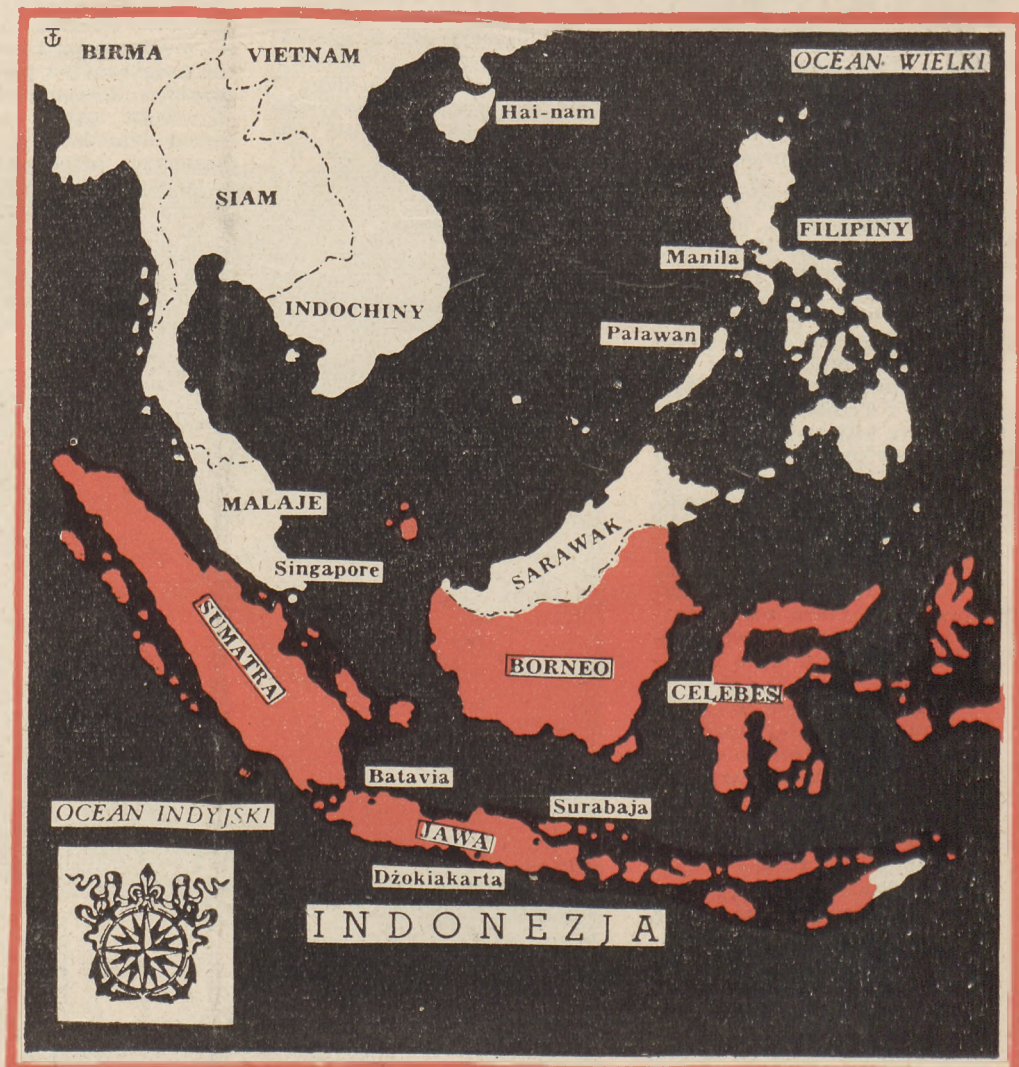 BIRMA
VIETNAM
OCEAN WIELKI
Hai-nam
SIAM
FILIPINY
Manila
INDOCHINY
Palawan
MALAJE
SARAWAK
Singapore
SUMATRA
BORNEO
CELEBES
Batavia
Surabaja
OCEAN INDYJSKI
JAWA
Dżokiakarta
INDONEZJA